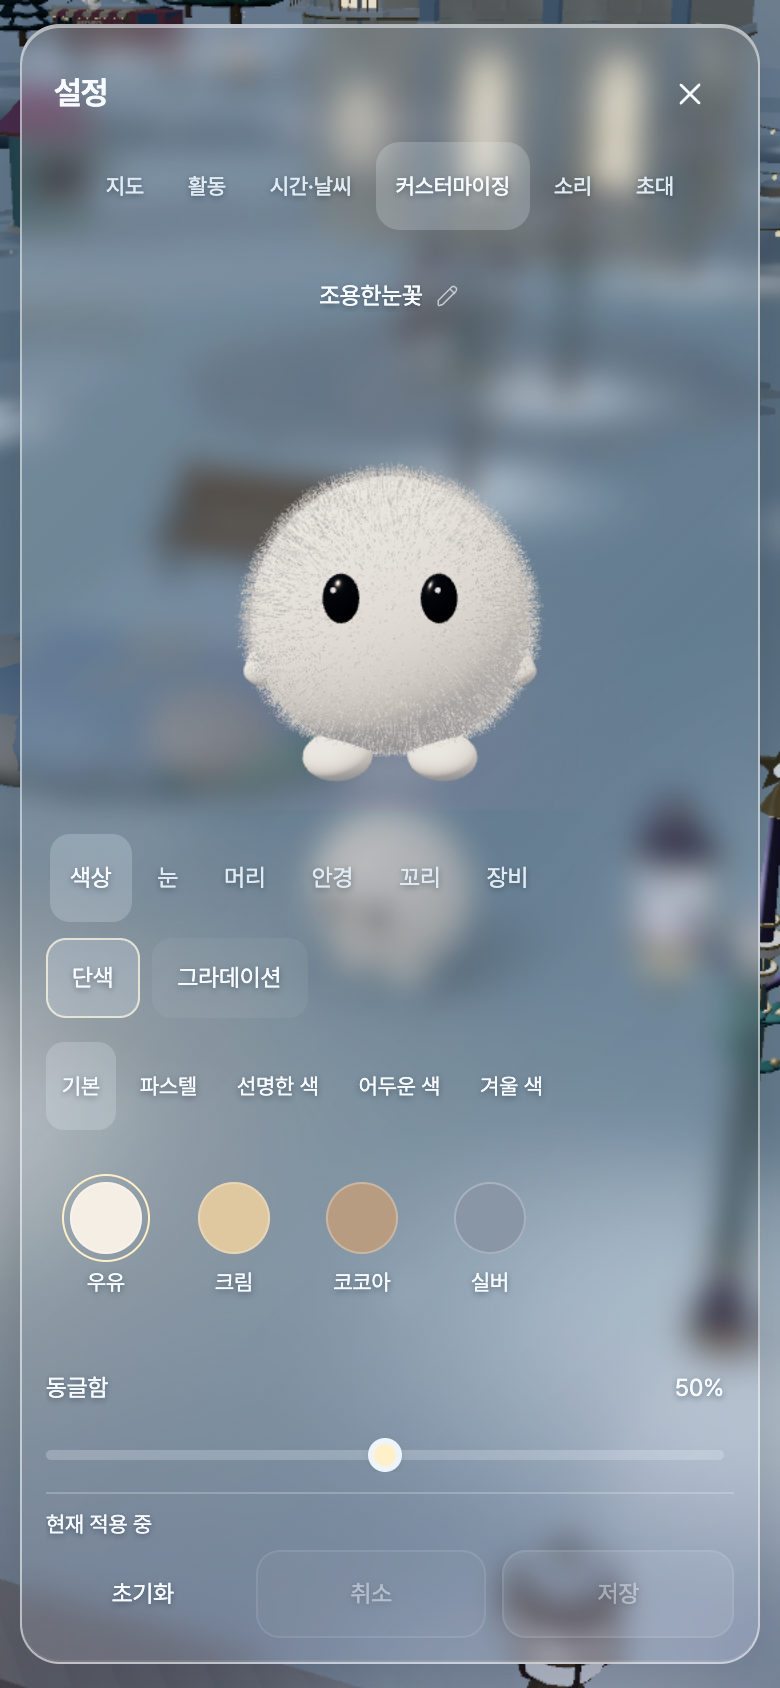 설정
지도 활동 시간·날씨 커스터마이징 소리 초대
조용한눈꽃
색상 눈 머리 안경 꼬리 장비
단색 그라데이션
기본 파스텔 선명한 색 어두운 색 겨울 색
우유 크림 코코아 실버
동글함 50%
현재 적용 중
초기화 취소 저장